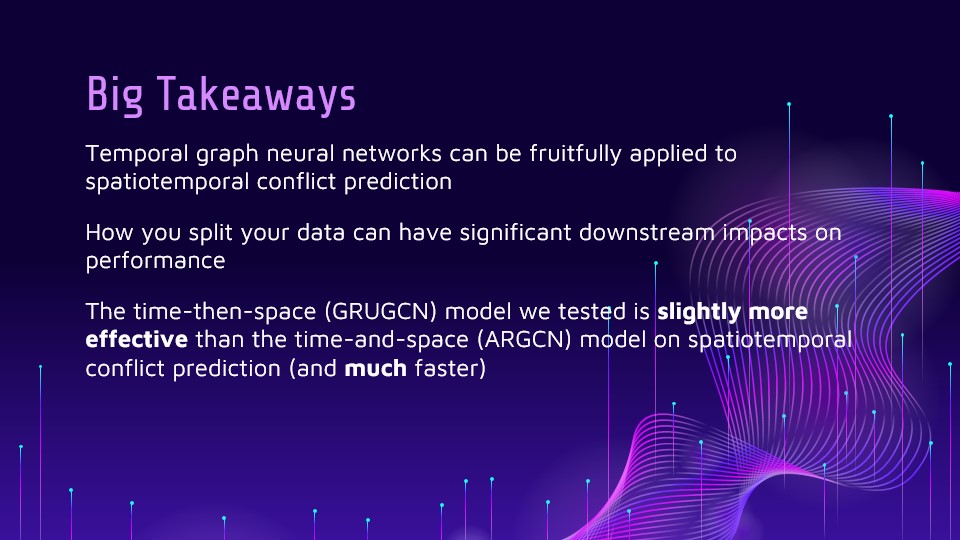 Big Takeaways
Temporal graph neural networks can be fruitfully applied to
spatiotemporal conflict prediction
How you split your data can have significant downstream impacts on
performance
The time-then-space (GRUGCN) model we tested is slightly more
effective than the time-and-space (ARGCN) model on spatiotemporal
conflict prediction (and much faster)